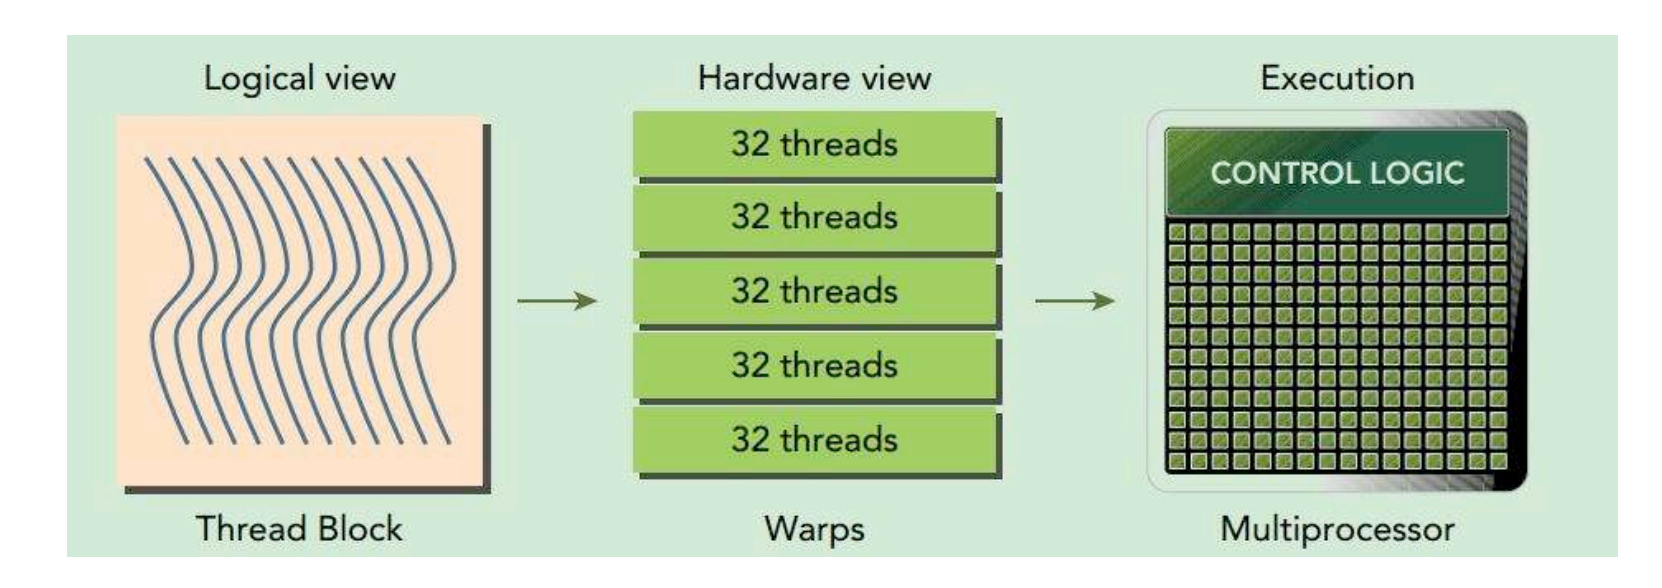 Logical view
Hardware view
Execution
32 threads
32 threads
32 threads
32 threads
32 threads
CONTROL LOGIC
Thread Block
Warps
Multiprocessor